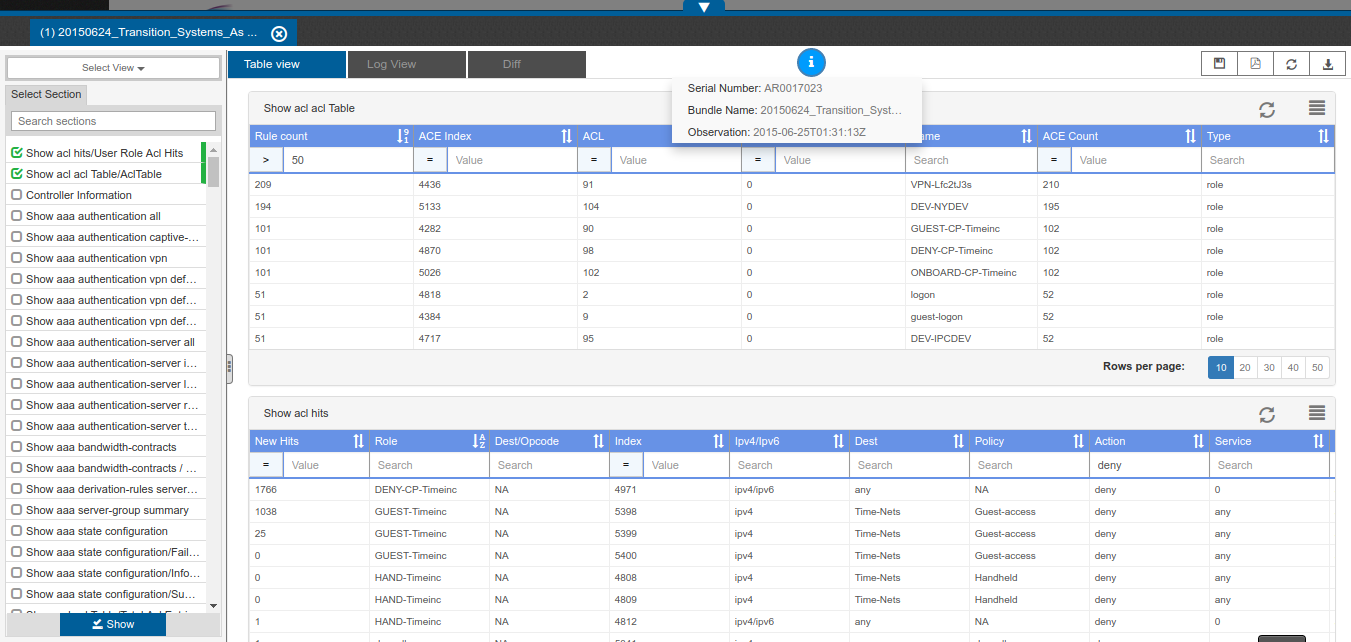 (1) 20150624_Transition_Systems_As ...
Select View
Table view Log View Diff
Select Section
Serial Number: AR0017023
Bundle Name: 20150624_Transition_Syst...
Observation: 2015-06-25T01:31:13Z
Search sections
Show acl hits/User Role Acl Hits
Show acl acl Table/AclTable
Controller Information
Show aaa authentication all
Show aaa authentication captive-...
Show aaa authentication vpn
Show aaa authentication vpn def...
Show aaa authentication vpn def...
Show aaa authentication vpn def...
Show aaa authentication-server all
Show aaa authentication-server i...
Show aaa authentication-server l...
Show aaa authentication-server r...
Show aaa authentication-server t...
Show aaa bandwidth-contracts
Show aaa bandwidth-contracts / ...
Show aaa derivation-rules server...
Show aaa server-group summary
Show aaa state configuration
Show aaa state configuration/Fail...
Show aaa state configuration/Info...
Show aaa state configuration/Su...
Show
Show acl acl Table
Rule count ACE Index ACL ACE Count Type
> 50 = Value = Value = Value Search = Value Search
209 4436 91 0 VPN-Lfc2tJ3s 210 role
194 5133 104 0 DEV-NYDEV 195 role
101 4282 90 0 GUEST-CP-Timeinc 102 role
101 4870 98 0 DENY-CP-Timeinc 102 role
101 5026 102 0 ONBOARD-CP-Timeinc 102 role
51 4818 2 0 logon 52 role
51 4384 9 0 guest-logon 52 role
51 4717 95 0 DEV-IPCDEV 52 role
Rows per page: 10 20 30 40 50
Show acl hits
New Hits Role Dest/Opcode Index Ipv4/Ipv6 Dest Policy Action Service
= Value Search Search = Value Search Search Search deny Search
1766 DENY-CP-Timeinc NA 4971 ipv4/ipv6 any NA deny 0
1038 GUEST-Timeinc NA 5398 ipv4 Time-Nets Guest-access deny any
25 GUEST-Timeinc NA 5399 ipv4 Time-Nets Guest-access deny any
0 GUEST-Timeinc NA 5400 ipv4 Time-Nets Guest-access deny any
0 HAND-Timeinc NA 4808 ipv4 Time-Nets Handheld deny any
0 HAND-Timeinc NA 4809 ipv4 Time-Nets Handheld deny any
1 HAND-Timeinc NA 4812 ipv4 any NA deny any